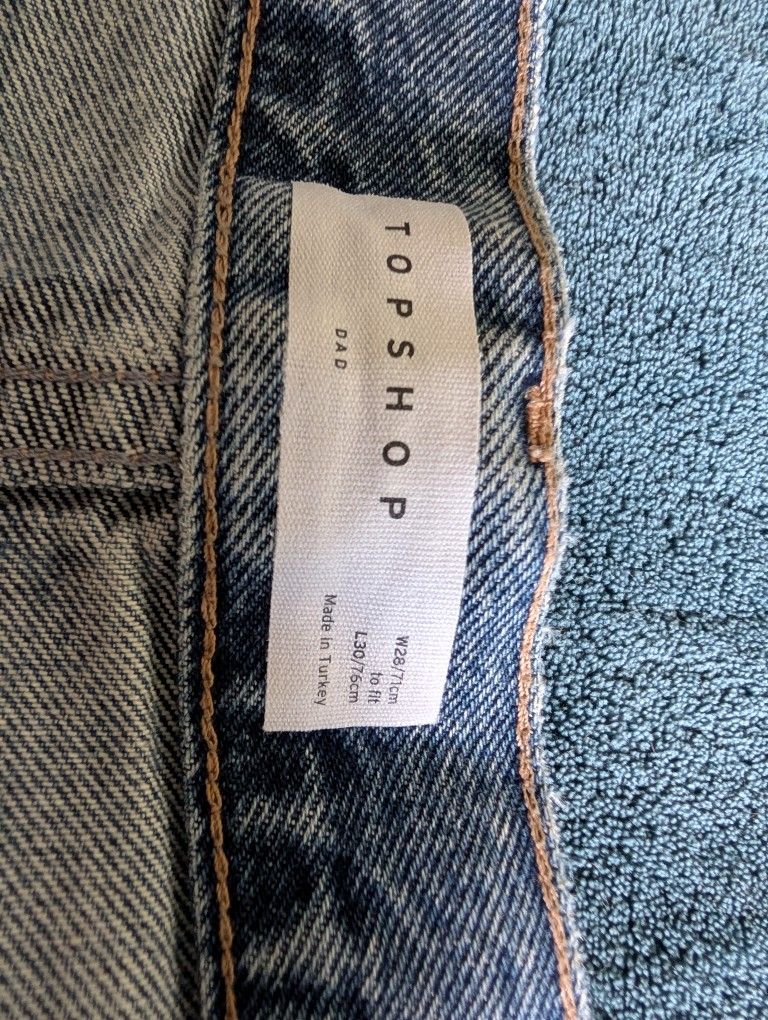 TOPSHOP
DAD
W28/71cm
to fit
L30/76cm
Made in Turkey